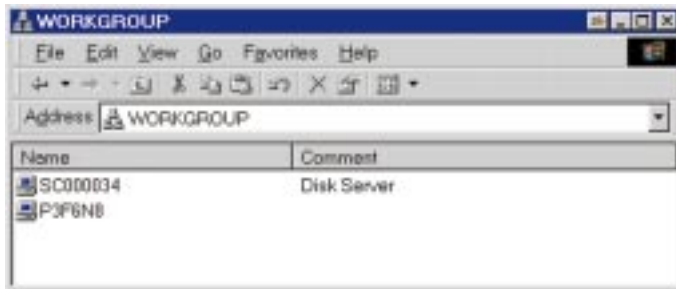 WORKGROUP
File Edit View Go Favorites Help
Address WORKGROUP
Name Comment
SC000034 Disk Server
P3F6N8